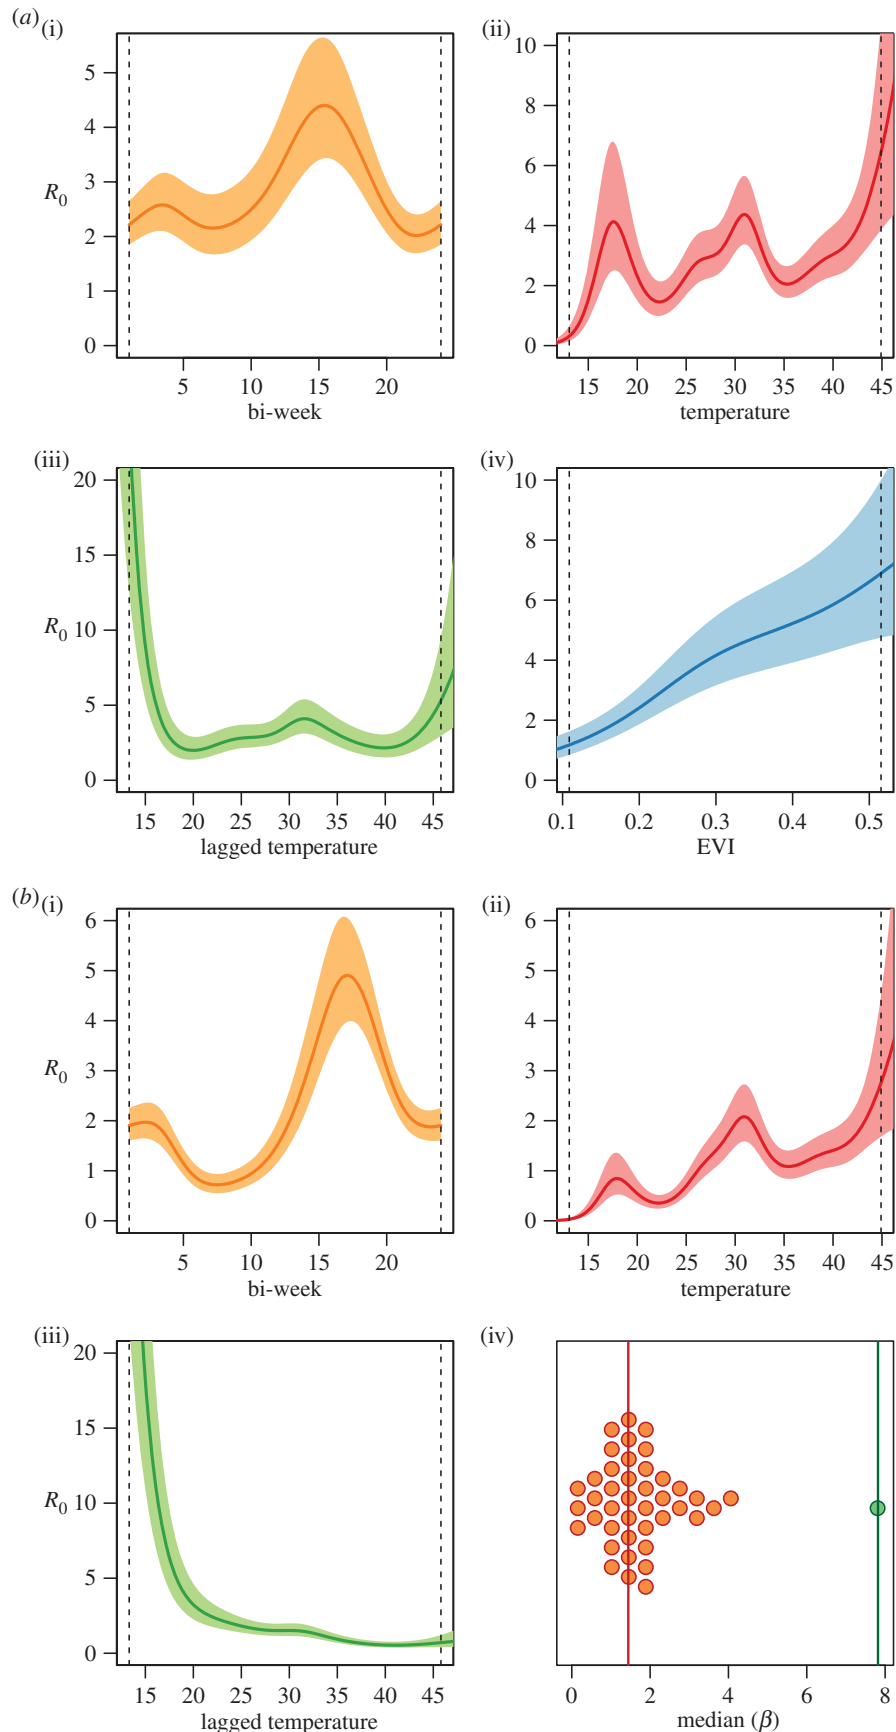 (a) (i)
5
4
3
2
1
0
R0
5 10 15 20
bi-week
(ii)
10
8
6
4
2
0
15 20 25 30 35 40 45
temperature
(iii)
20
15
10
5
0
R0
15 20 25 30 35 40 45
lagged temperature
(iv)
10
8
6
4
2
0
0.1 0.2 0.3 0.4 0.5
EVI
(b) (i)
6
5
4
3
2
1
0
R0
5 10 15 20
bi-week
(ii)
6
5
4
3
2
1
0
15 20 25 30 35 40 45
temperature
(iii)
20
15
10
5
0
R0
15 20 25 30 35 40 45
lagged temperature
(iv)
0 2 4 6 8
median (β)